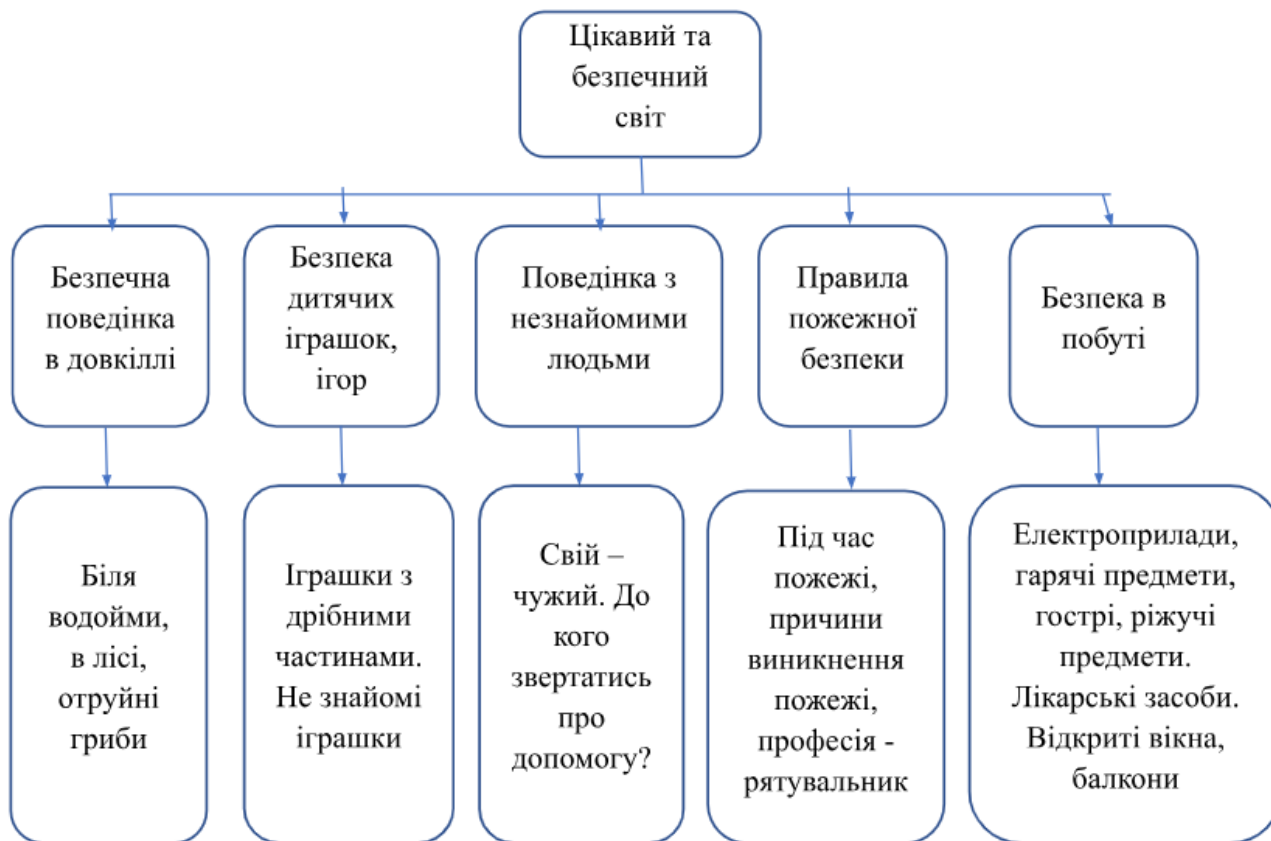 Цікавий та
безпечний
світ
Безпечна
поведінка
в довкіллі
Безпека
дитячих
іграшок,
ігор
Поведінка з
незнайомими
людьми
Правила
пожежної
безпеки
Безпека в
побуті
Біля
водойми,
в лісі,
отруйні
гриби
Іграшки з
дрібними
частинами.
Не знайомі
іграшки
Свій –
чужий. До
кого
звертатись
про
допомогу?
Під час
пожежі,
причини
виникнення
пожежі,
професія -
рятувальник
Електроприлади,
гарячі предмети,
гострі, ріжучі
предмети.
Лікарські засоби.
Відкриті вікна,
балкони